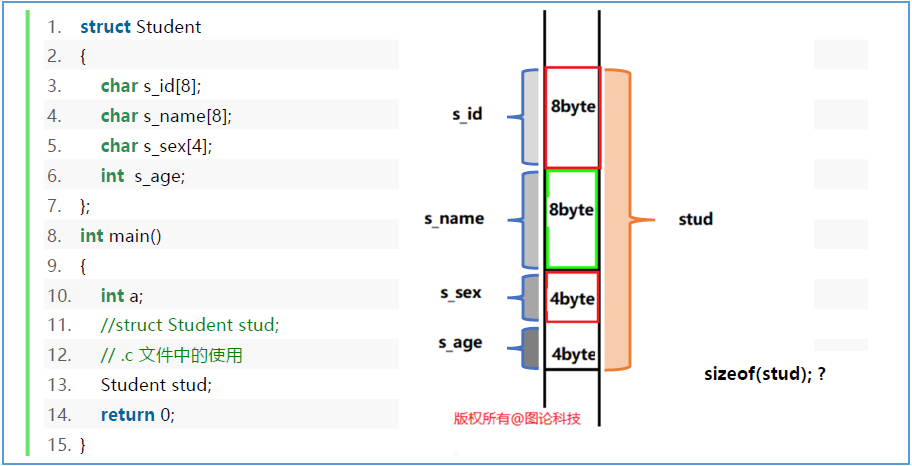 1. struct Student
2. {
3. char s_id[8];
4. char s_name[8];
5. char s_sex[4];
6. int s_age;
7. };
8. int main()
9. {
10. int a;
11. //struct Student stud;
12. // .c 文件中的使用
13. Student stud;
14. return 0;
15. }
s_id
8byte
s_name
8byte
stud
s_sex
4byte
s_age
4byte
sizeof(stud); ?
版权所有@图论科技